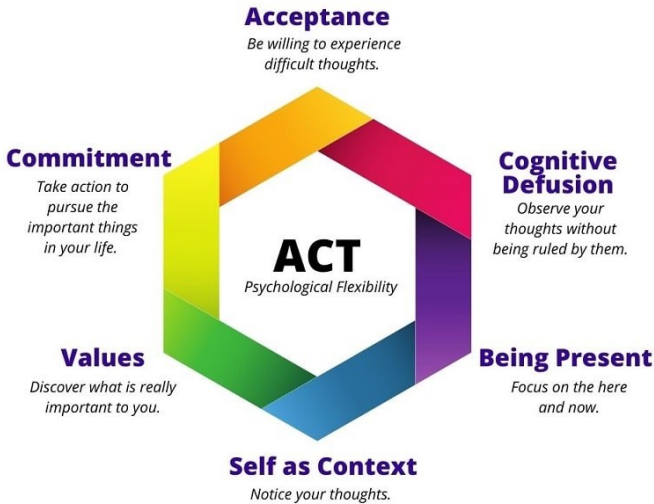 Acceptance
Be willing to experience
difficult thoughts.
Commitment
Take action to
pursue the
important things
in your life.
Cognitive
Defusion
Observe your
thoughts without
being ruled by them.
ACT
Psychological Flexibility
Values
Discover what is really
important to you.
Being Present
Focus on the here
and now.
Self as Context
Notice your thoughts.